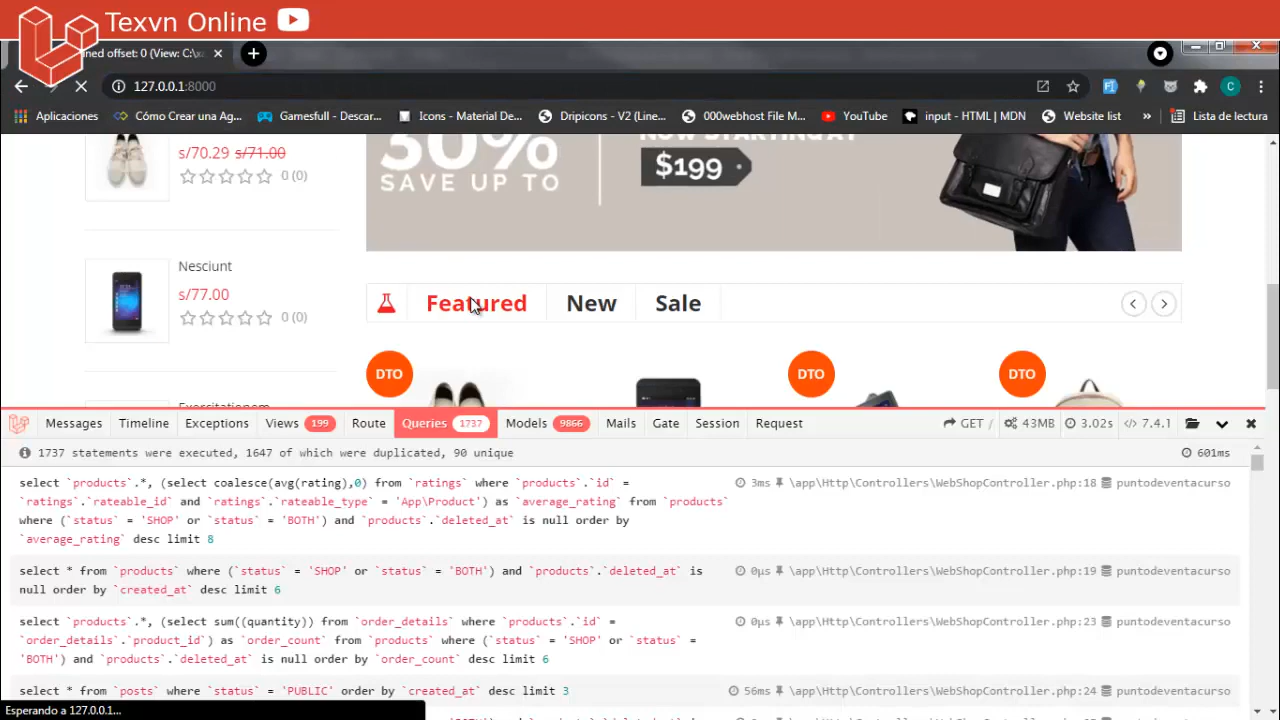 Texvn Online
ned offset: 0 (View: C:\x
127.0.0.1:8000
Aplicaciones
Cómo Crear una Ag...
Gamesfull - Descar...
Icons - Material De...
Dripicons - V2 (Line...
000webhost File M...
YouTube
input - HTML | MDN
Website list
»
Lista de lectura
s/70.29 s/71.00
0 (0)
30%
SAVE UP TO
NOW STARTING AT
$199
Nesciunt
s/77.00
0 (0)
Exercitationem
Featured
New
Sale
DTO
DTO
DTO
Messages
Timeline
Exceptions
Views 199
Route
Queries 1737
Models 9866
Mails
Gate
Session
Request
GET /
43MB
3.02s
</> 7.4.1
1737 statements were executed, 1647 of which were duplicated, 90 unique
601ms
select `products`.*, (select coalesce(avg(rating),0) from `ratings` where `products`.`id` =
`ratings`.`rateable_id` and `ratings`.`rateable_type` = 'App\Product') as `average_rating` from `products`
where (`status` = 'SHOP' or `status` = 'BOTH') and `products`.`deleted_at` is null order by
`average_rating` desc limit 8
3ms
\app\Http\Controllers\WebShopController.php:18
puntodeventacurso
select * from `products` where (`status` = 'SHOP' or `status` = 'BOTH') and `products`.`deleted_at` is
null order by `created_at` desc limit 6
0μs
\app\Http\Controllers\WebShopController.php:19
puntodeventacurso
select `products`.*, (select sum((quantity)) from `order_details` where `products`.`id` =
`order_details`.`product_id`) as `order_count` from `products` where (`status` = 'SHOP' or `status` =
'BOTH') and `products`.`deleted_at` is null order by `order_count` desc limit 6
0μs
\app\Http\Controllers\WebShopController.php:23
puntodeventacurso
select * from `posts` where `status` = 'PUBLIC' order by `created_at` desc limit 3
56ms
\app\Http\Controllers\WebShopController.php:24
puntodeventacurso
Esperando a 127.0.0.1...